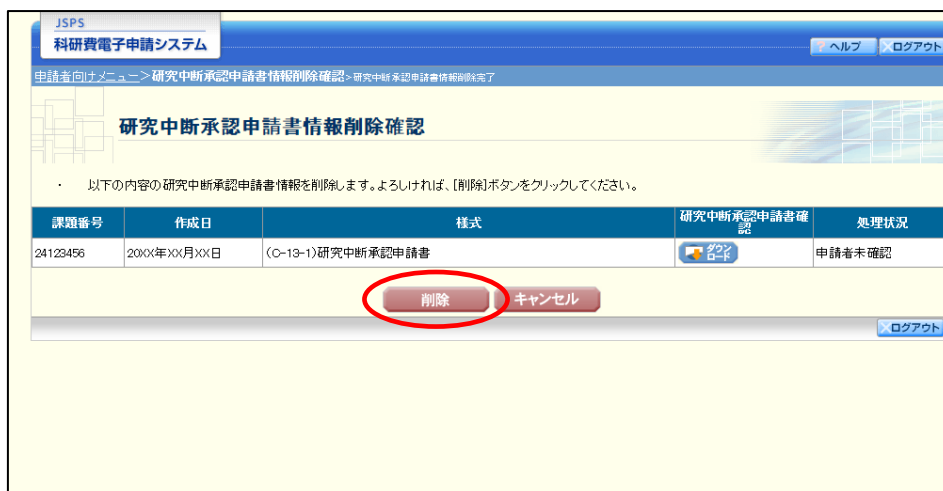 JSPS
科研費電子申請システム
?ヘルプ ×ログアウト
申請者向けメニュー>研究中断承認申請書情報削除確認>研究中断承認申請書情報削除完了
研究中断承認申請書情報削除確認
・ 以下の内容の研究中断承認申請書情報を削除します。よろしければ、[削除]ボタンをクリックしてください。
課題番号 作成日 様式 研究中断承認申請書確認 処理状況
24123456 20XX年XX月XX日 (C-13-1)研究中断承認申請書 ダウンロード 申請者未確認
削除 キャンセル
×ログアウト